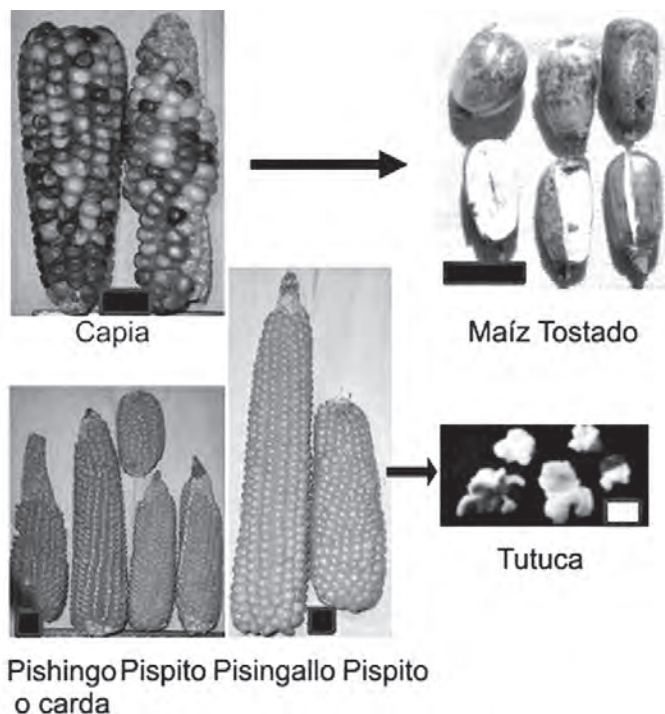 Capia
Maíz Tostado
Tutuca
Pishingo Pispito Pisingallo Pispito
o carda